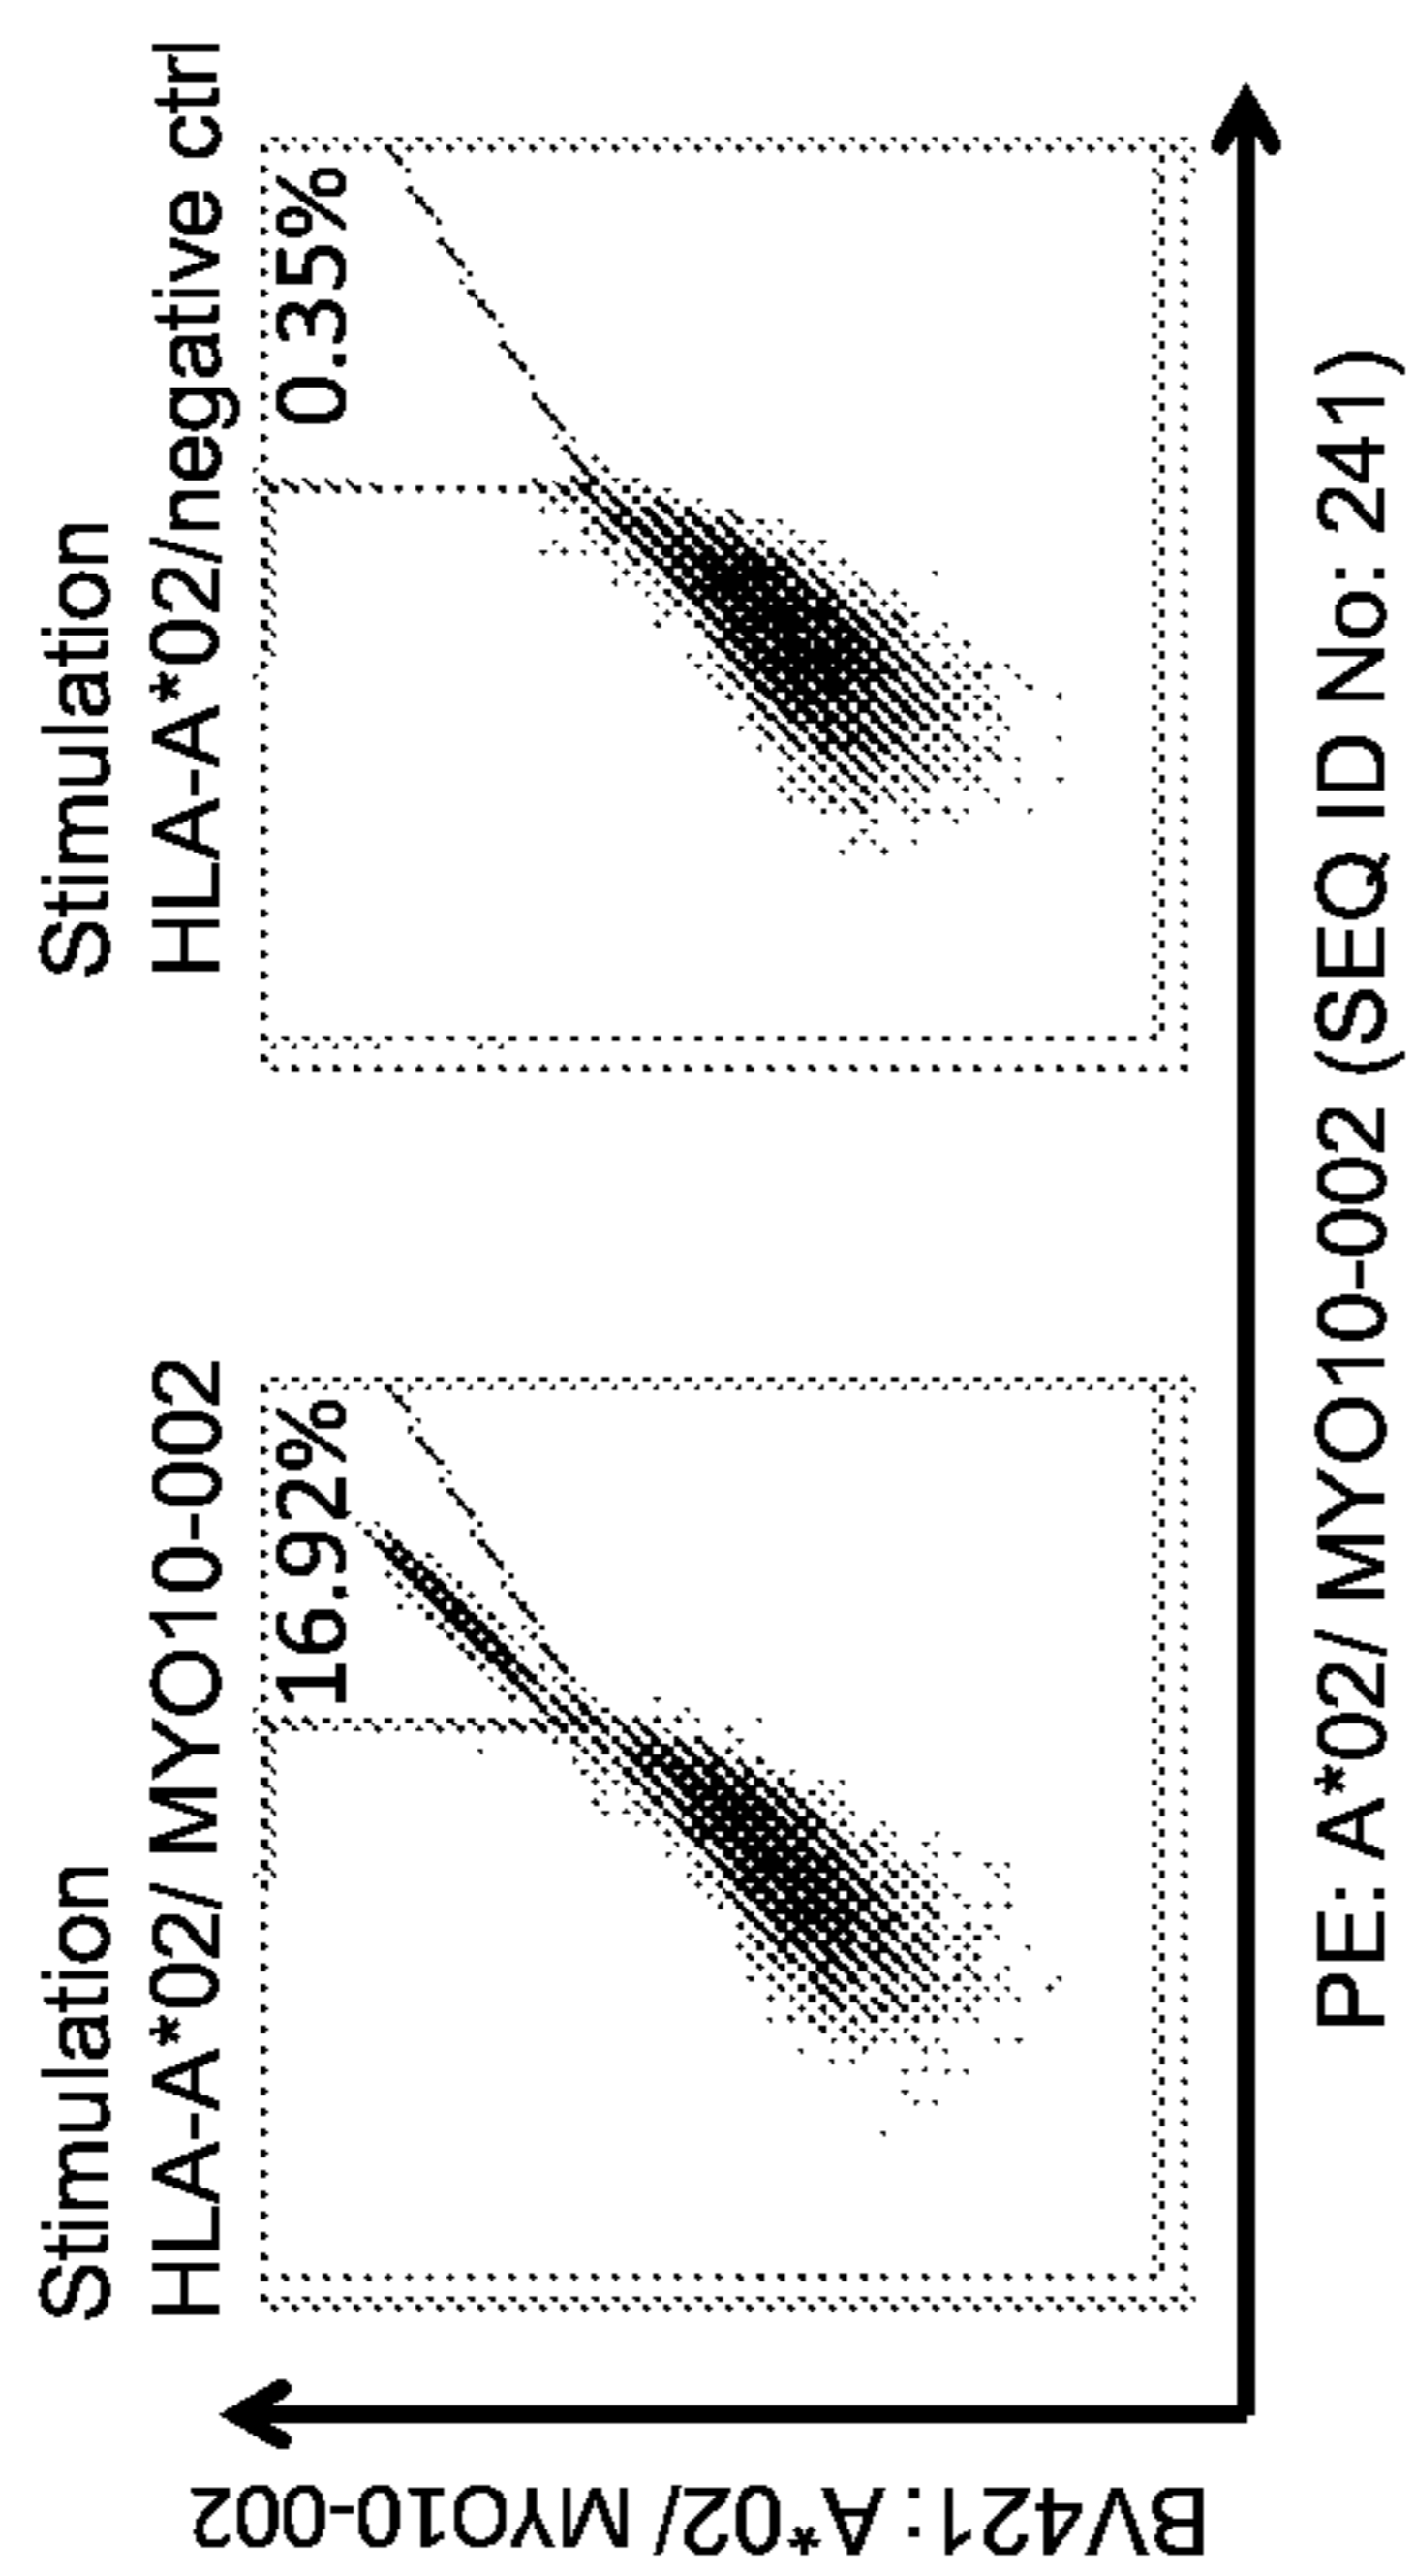 Stimulation
HLA-A*02/ MYO10-002
Stimulation
HLA-A*02/negative ctrl
16.92%
0.35%
BV421: A*02/ MYO10-002
PE: A*02/ MYO10-002 (SEQ ID No: 241)